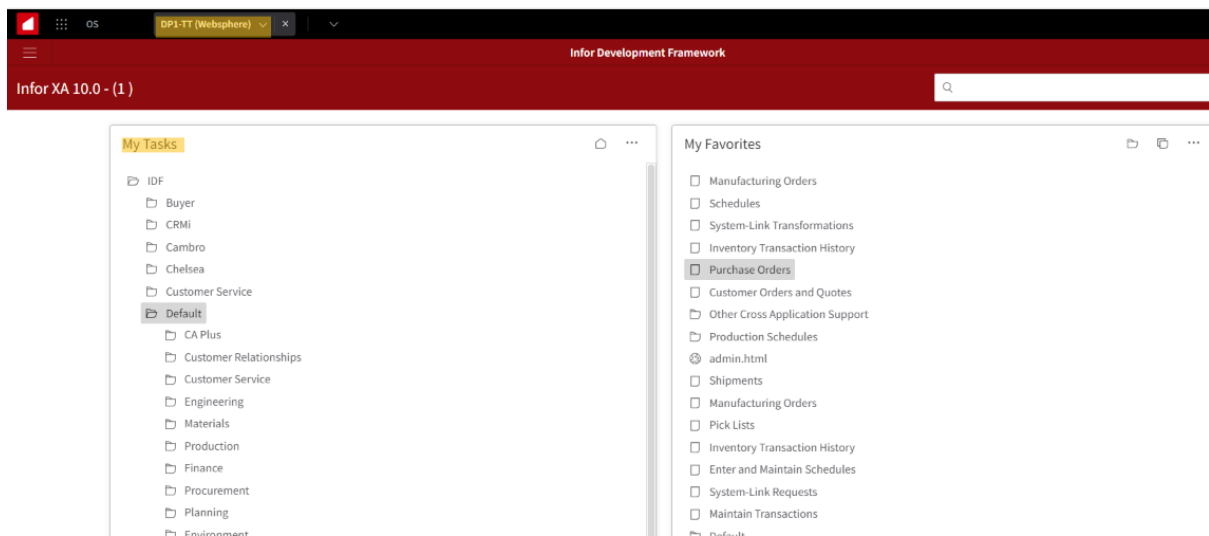 OS
DP1-TT (Websphere)
Infor Development Framework
Infor XA 10.0 - (1 )
My Tasks
IDF
Buyer
CRMi
Cambro
Chelsea
Customer Service
Default
CA Plus
Customer Relationships
Customer Service
Engineering
Materials
Production
Finance
Procurement
Planning
Environment
My Favorites
Manufacturing Orders
Schedules
System-Link Transformations
Inventory Transaction History
Purchase Orders
Customer Orders and Quotes
Other Cross Application Support
Production Schedules
admin.html
Shipments
Manufacturing Orders
Pick Lists
Inventory Transaction History
Enter and Maintain Schedules
System-Link Requests
Maintain Transactions
Default